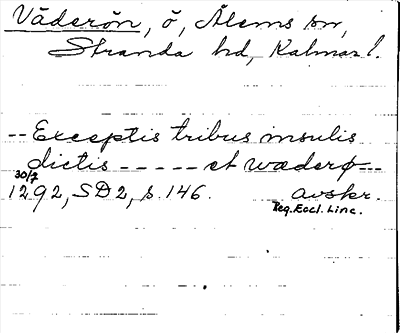 Väderön, ö, Ålems sn,
Stranda hd, Kalmar l.
-- Exceptis tribus insulis
dictis ----- et wæderø --
30/7
1292, SD2, s. 146. avskr.
Reg. Eccl. Linc.